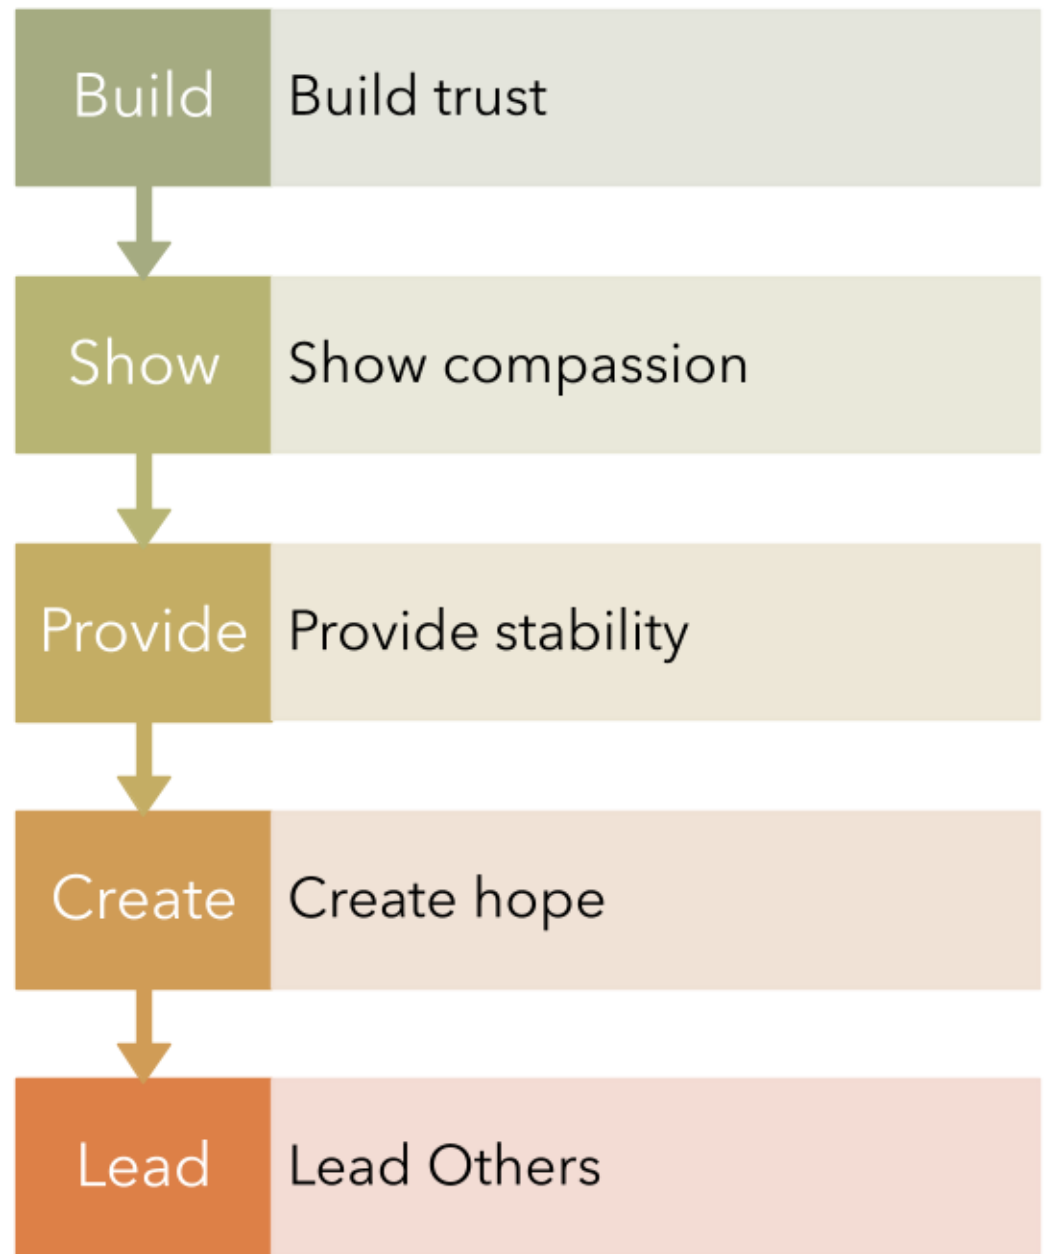 Build
Build trust
Show
Show compassion
Provide
Provide stability
Create
Create hope
Lead
Lead Others